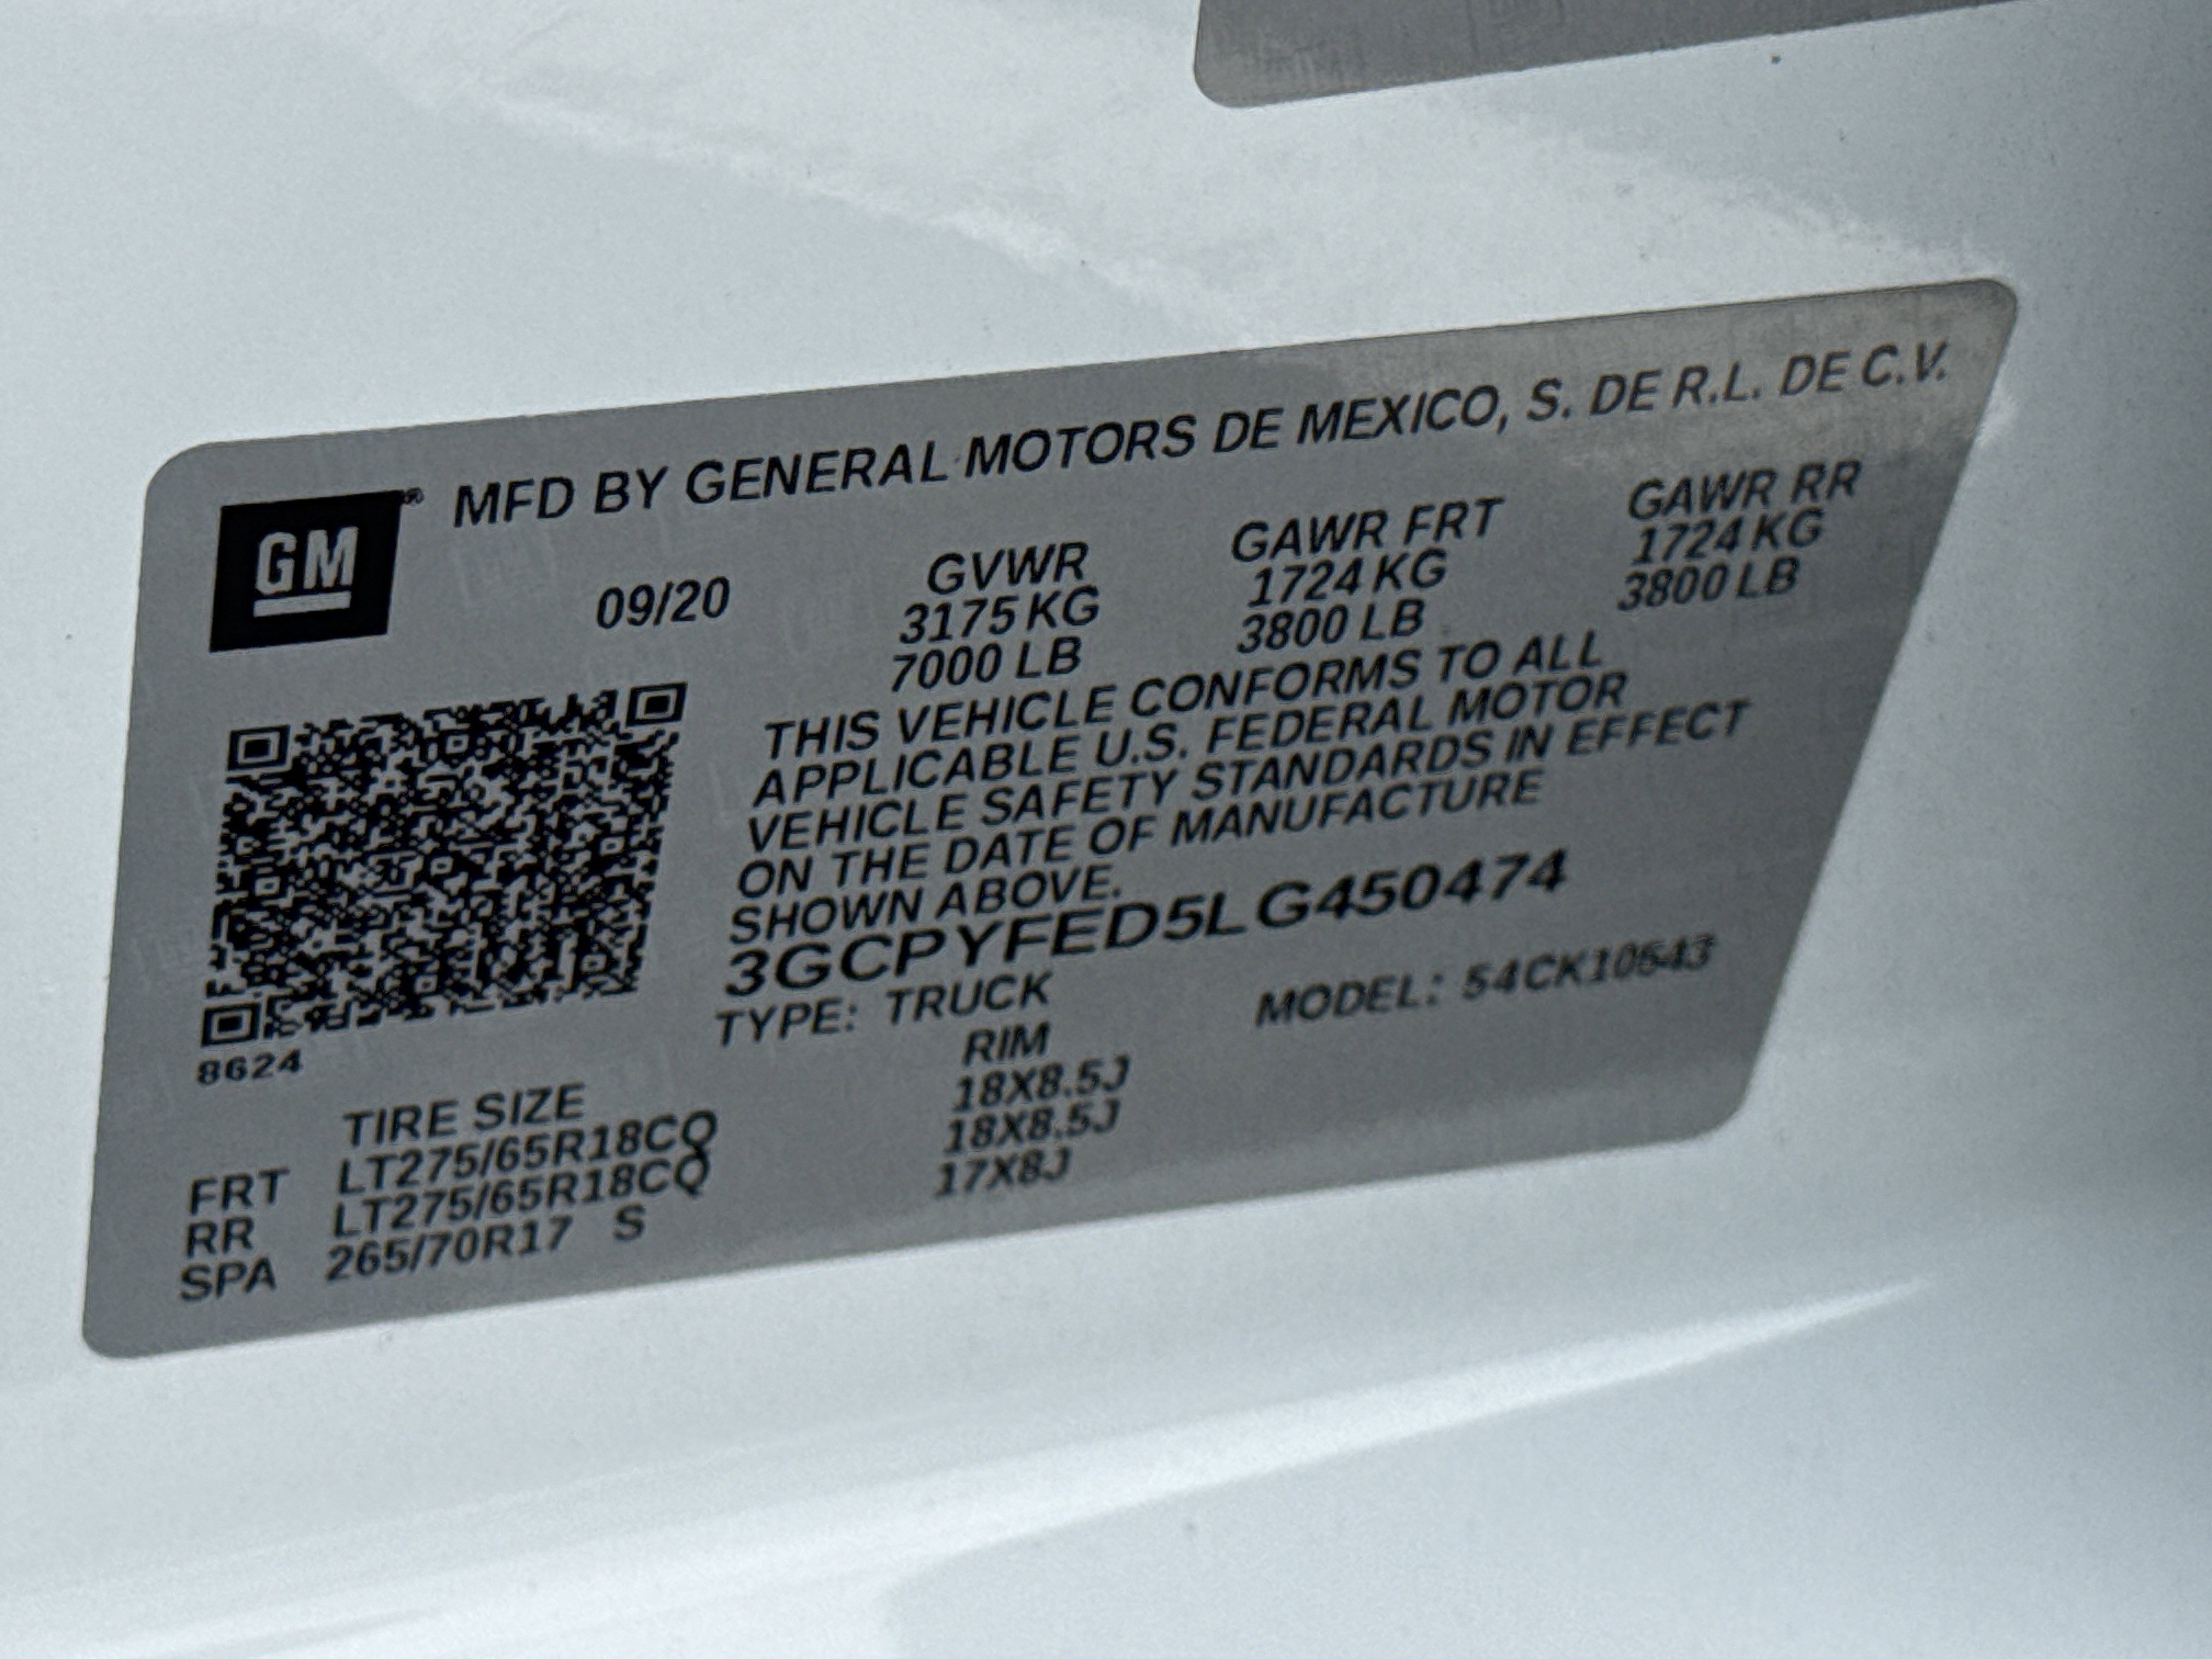 GM® MFD BY GENERAL MOTORS DE MEXICO, S. DE R.L. DE C.V.
09/20 GVWR GAWR FRT GAWR RR
3175 KG 1724 KG 1724 KG
7000 LB 3800 LB 3800 LB
THIS VEHICLE CONFORMS TO ALL
APPLICABLE U.S. FEDERAL MOTOR
VEHICLE SAFETY STANDARDS IN EFFECT
ON THE DATE OF MANUFACTURE
SHOWN ABOVE.
3GCPYFED5LG450474
8624
TYPE: TRUCK MODEL: 54CK10543
TIRE SIZE RIM
FRT LT275/65R18CQ 18X8.5J
RR LT275/65R18CQ 18X8.5J
SPA 265/70R17 S 17X8J